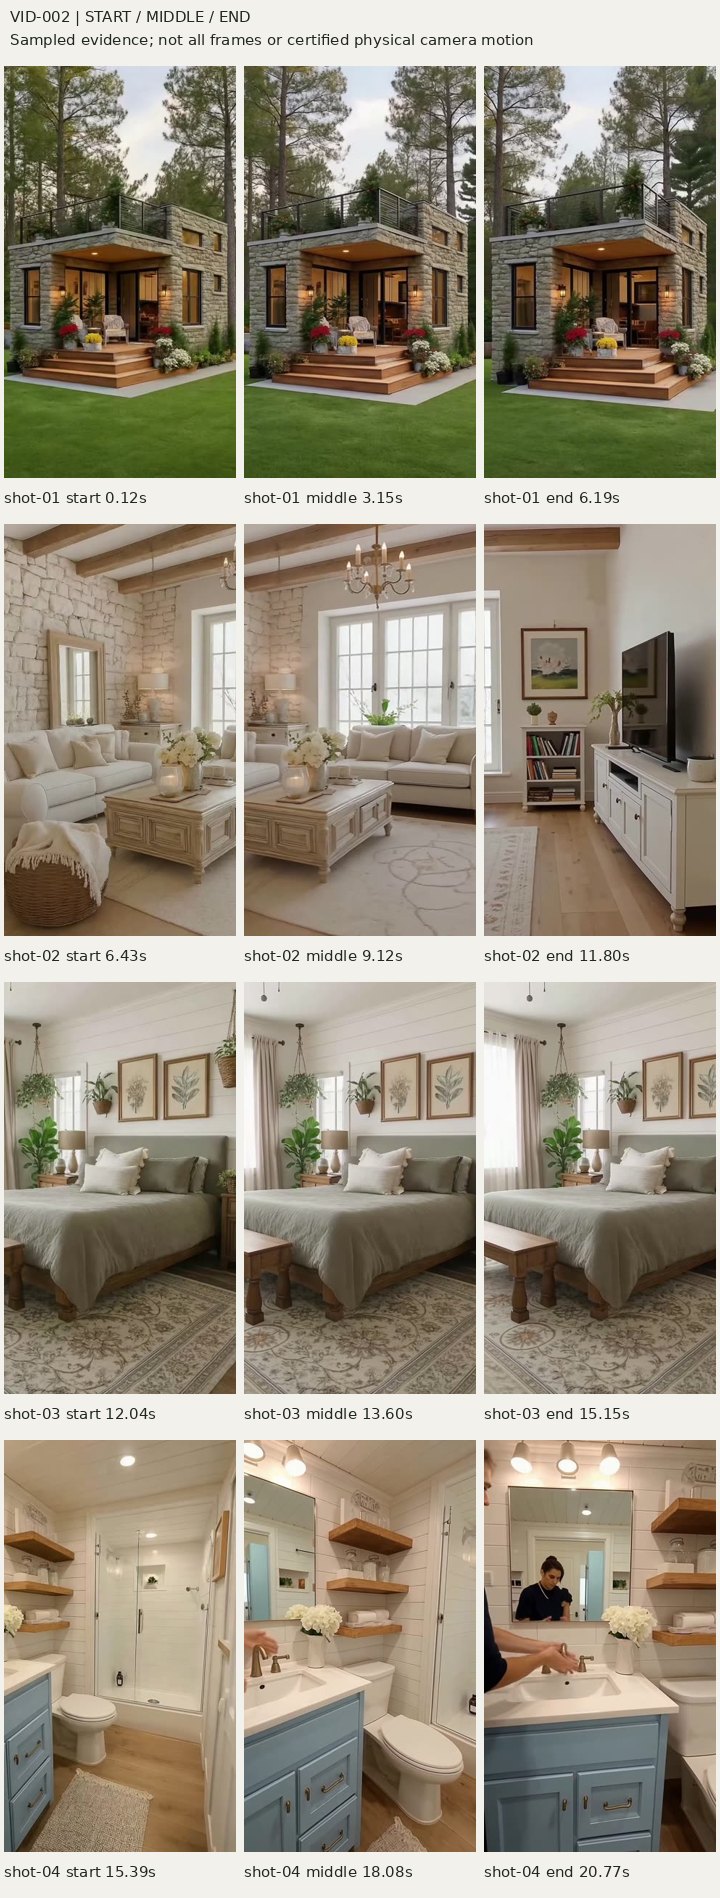 VID-002 | START / MIDDLE / END
Sampled evidence; not all frames or certified physical camera motion
shot-01 start 0.12s
shot-01 middle 3.15s
shot-01 end 6.19s
shot-02 start 6.43s
shot-02 middle 9.12s
shot-02 end 11.80s
shot-03 start 12.04s
shot-03 middle 13.60s
shot-03 end 15.15s
shot-04 start 15.39s
shot-04 middle 18.08s
shot-04 end 20.77s